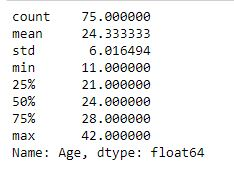 count 75.000000
mean 24.333333
std 6.016494
min 11.000000
25% 21.000000
50% 24.000000
75% 28.000000
max 42.000000
Name: Age, dtype: float64